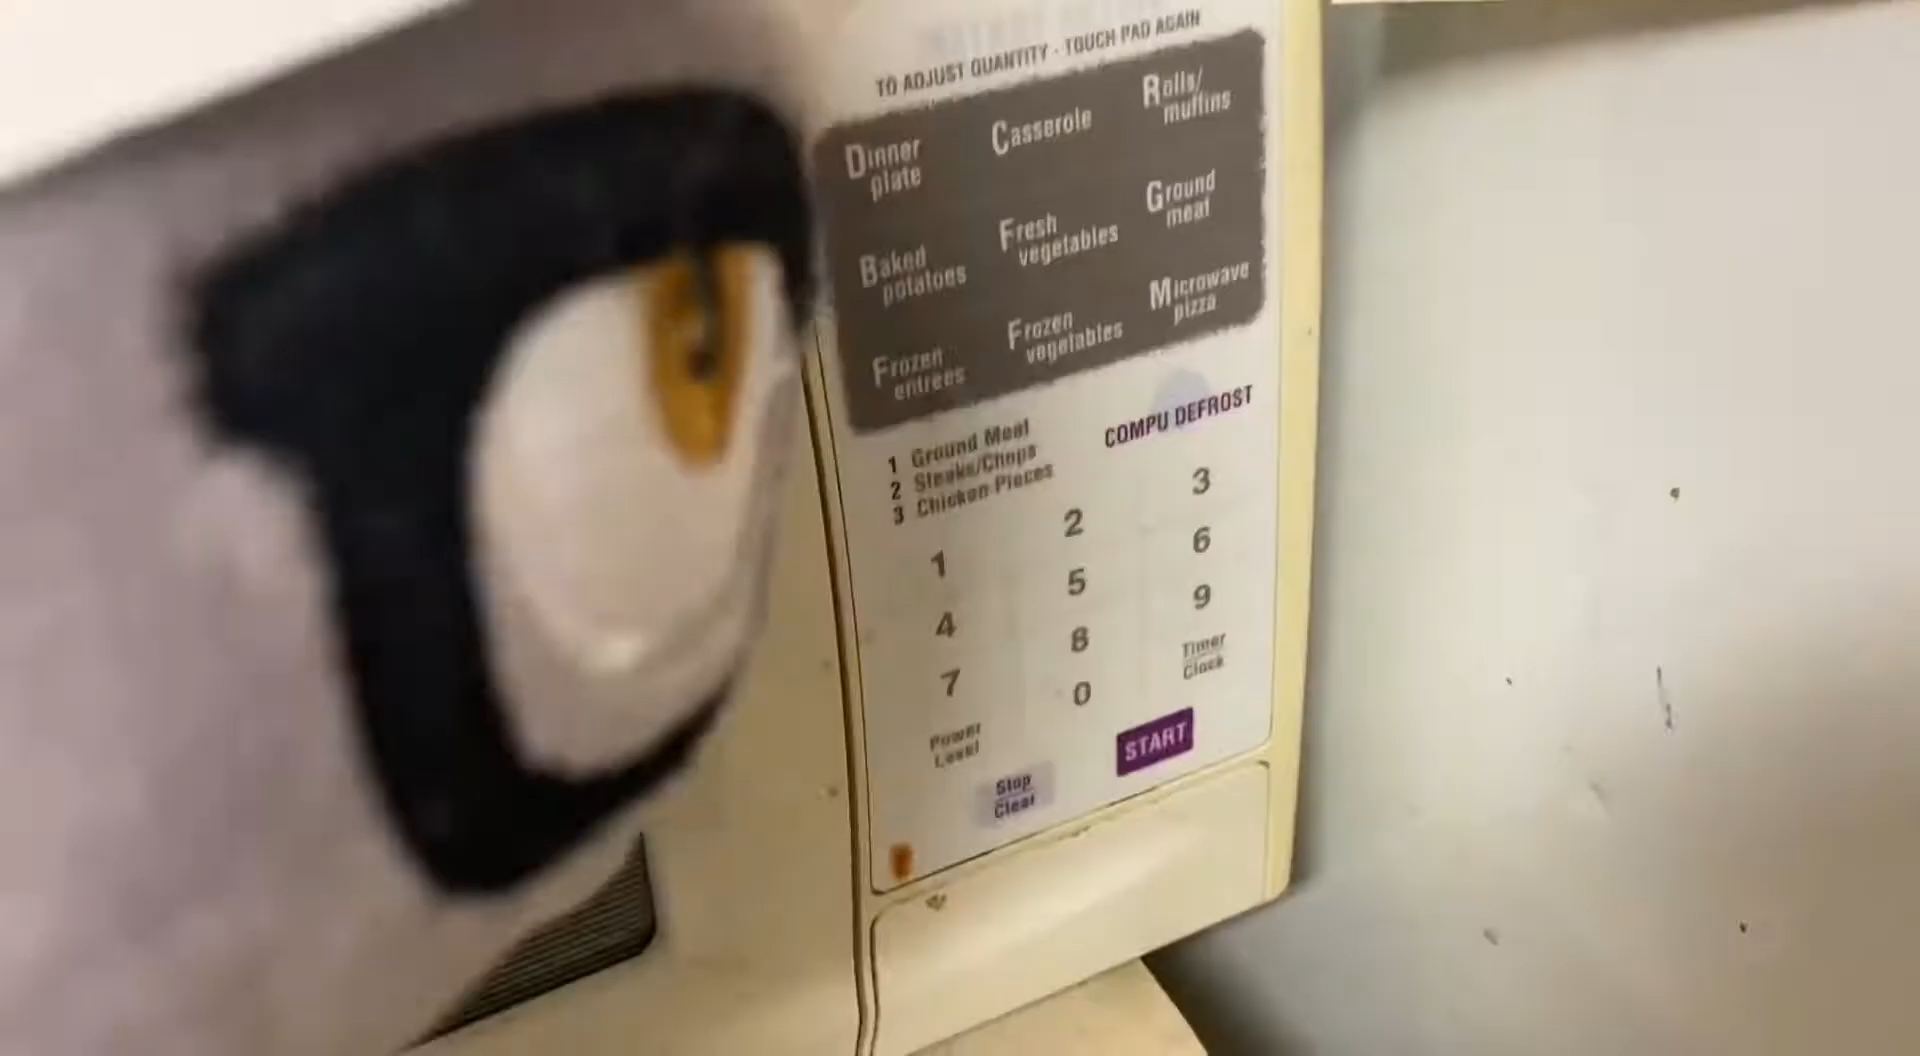 TO ADJUST QUANTITY - TOUCH PAD AGAIN
Dinner
plate
Casserole
Rolls/
muffins
Baked
potatoes
Fresh
vegetables
Ground
meat
Frozen
entrees
Frozen
vegetables
Microwave
pizza
COMPU DEFROST
1 Ground Meat
2 Steaks/Chops
3 Chicken Pieces
1 2 3
4 5 6
7 8 9
Power
Level
0
Timer
Clock
Stop
Clear
START